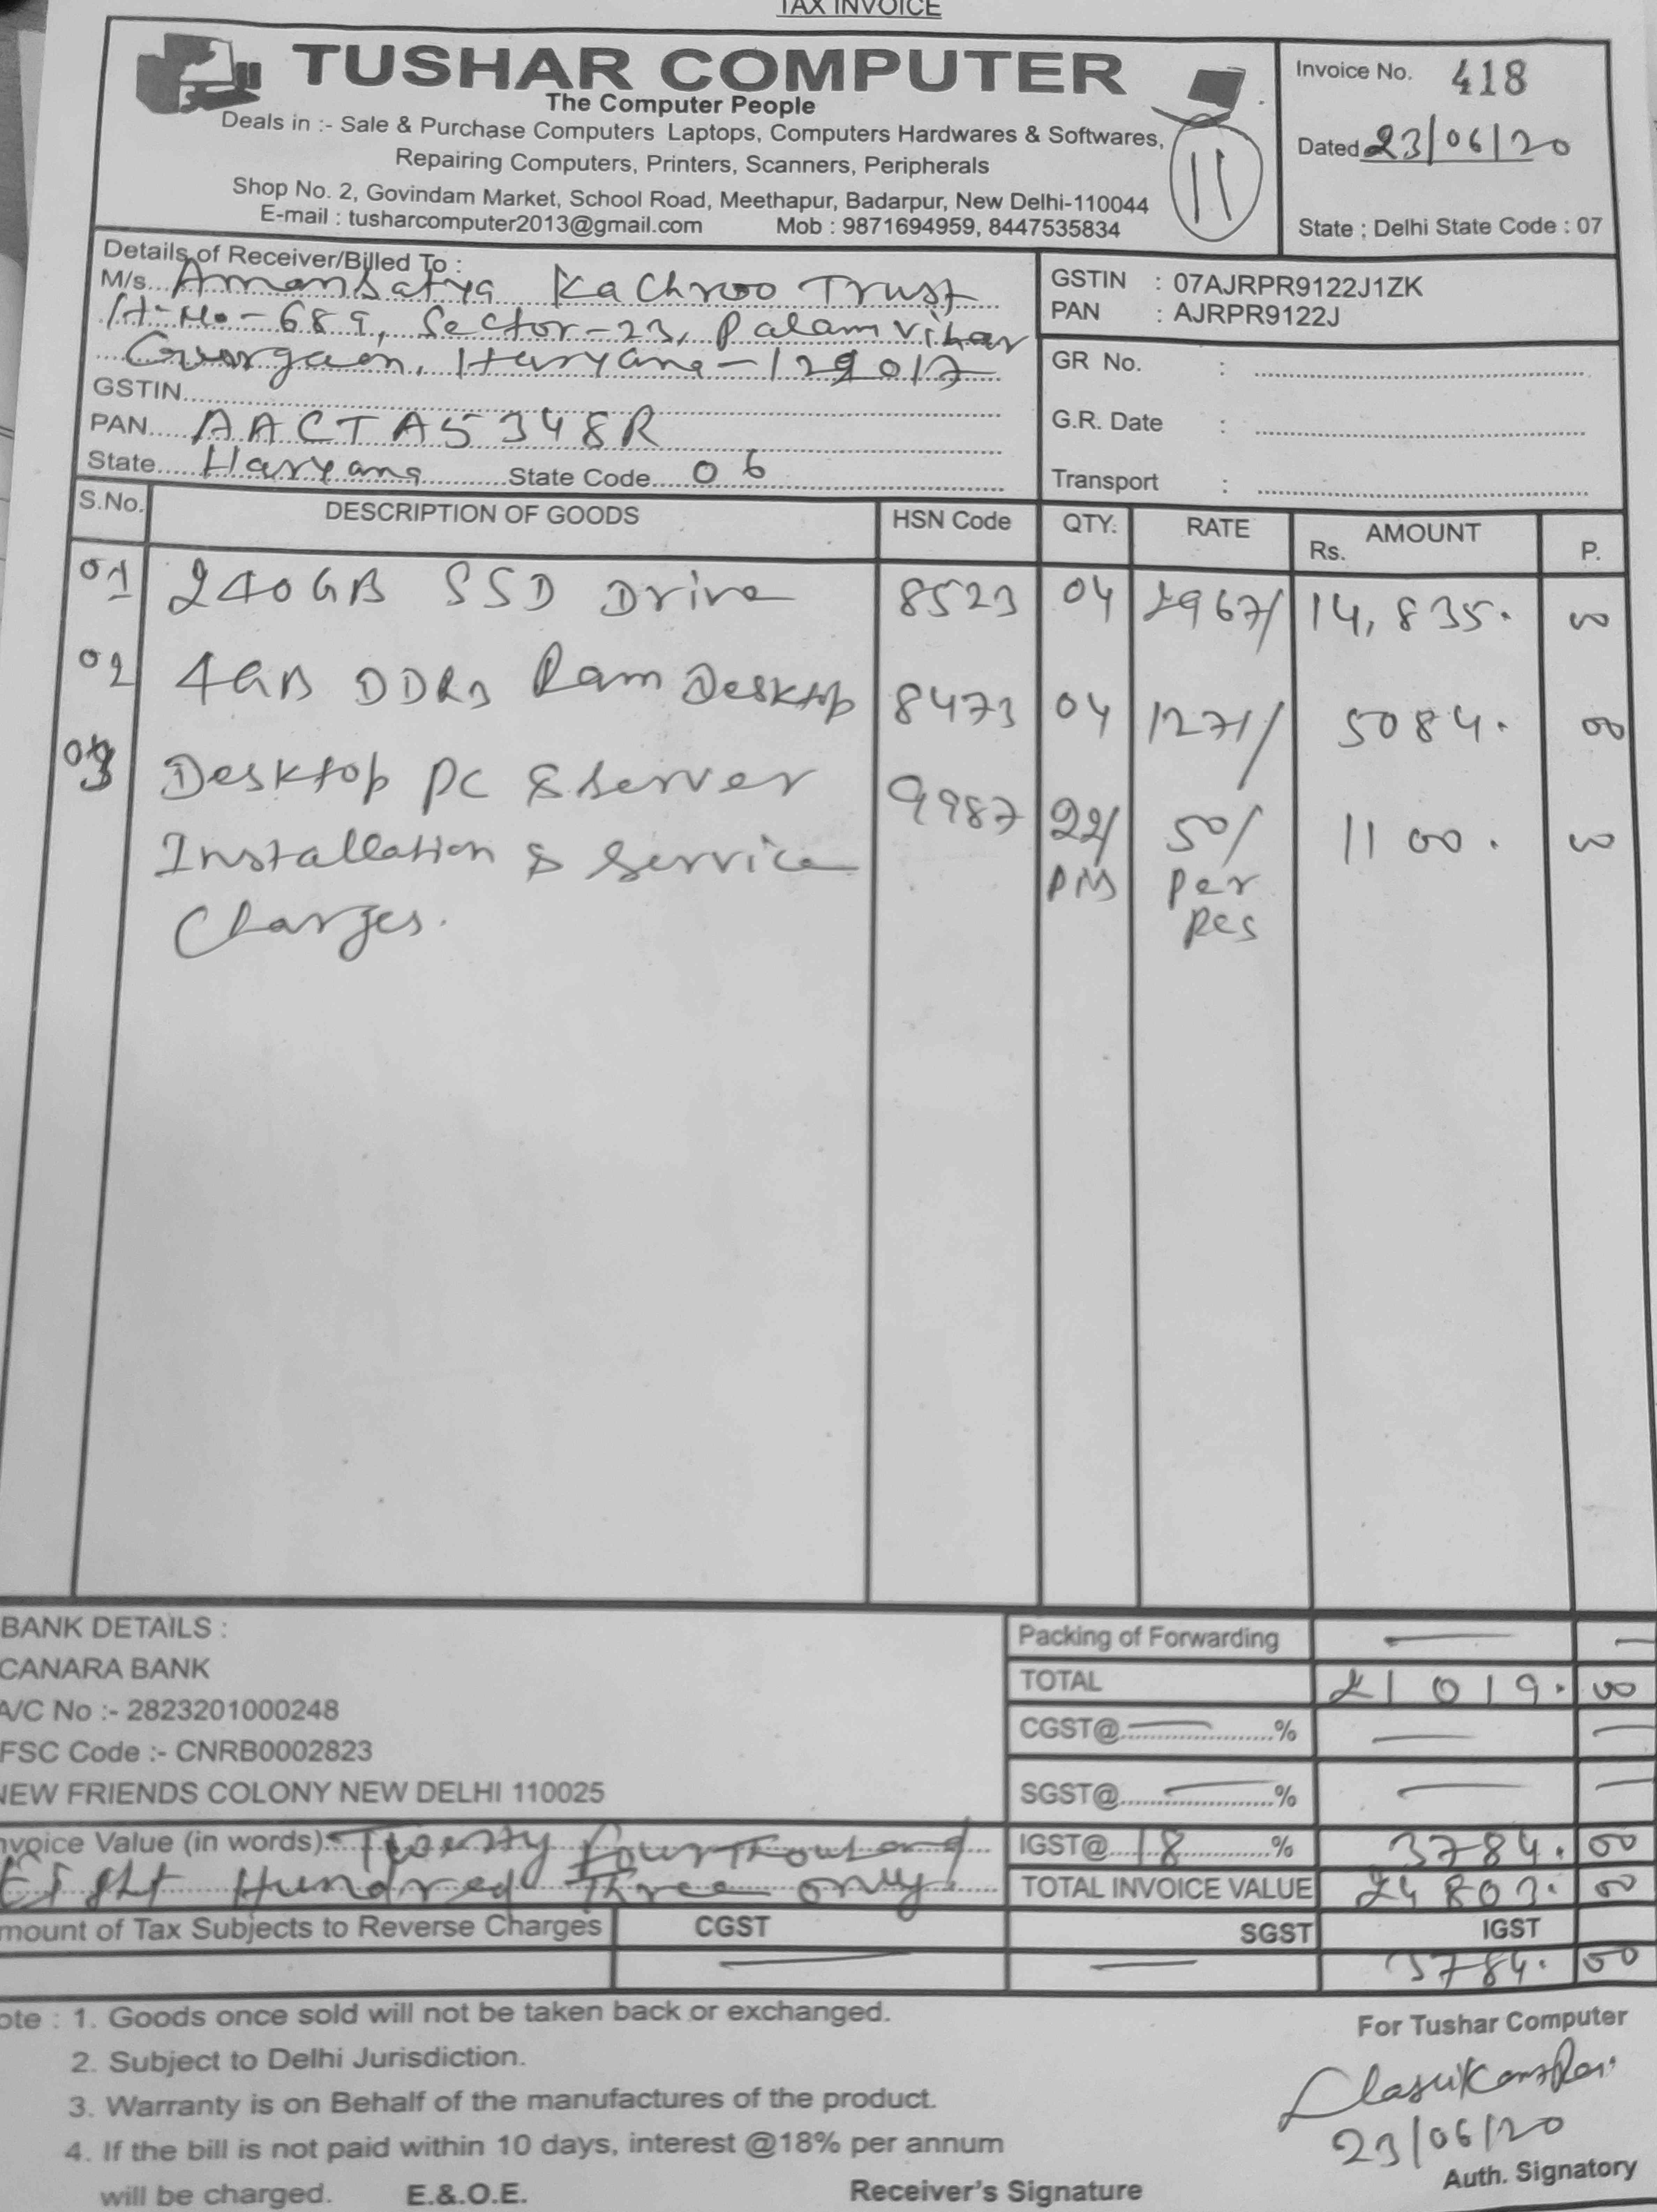 TAX INVOICE
TUSHAR COMPUTER
The Computer People
Deals in :- Sale & Purchase Computers Laptops, Computers Hardwares & Softwares,
Repairing Computers, Printers, Scanners, Peripherals
Shop No. 2, Govindam Market, School Road, Meethapur, Badarpur, New Delhi-110044
E-mail : tusharcomputer2013@gmail.com Mob : 9871694959, 8447535834
11
Invoice No. 418
Dated 23/06/20
State : Delhi State Code : 07
Details of Receiver/Billed To :
M/s. Amansatya Kachroo Trust
H-No-689, Sector-23, Palam Vihar
Gurgaon, Haryana-122017
GSTIN
PAN AACTA5348R
State Haryana State Code 06
GSTIN : 07AJRPR9122J1ZK
PAN : AJRPR9122J
GR No. :
G.R. Date :
Transport :
S.No. DESCRIPTION OF GOODS HSN Code QTY. RATE AMOUNT
Rs. P.
01 240GB SSD Drive 8523 04 2967/ 14,835. 00
02 4GB DDR3 Ram Desktop 8473 04 1271/ 5084. 00
03 Desktop PC & Server 9987 22/ 50/ 1100. 00
Installation & Service Per
Charges. Pcs
BANK DETAILS :
CANARA BANK
A/C No :- 2823201000248
FSC Code :- CNRB0002823
NEW FRIENDS COLONY NEW DELHI 110025
Packing of Forwarding —
TOTAL 21019. 00
CGST@ — % —
SGST@ — % —
IGST@ 18 % 3784. 00
TOTAL INVOICE VALUE 24803. 00
nvoice Value (in words) Twenty Four Thousand
Eight Hundred Three only
mount of Tax Subjects to Reverse Charges CGST SGST IGST
— — 3784. 00
ote : 1. Goods once sold will not be taken back or exchanged.
2. Subject to Delhi Jurisdiction.
3. Warranty is on Behalf of the manufactures of the product.
4. If the bill is not paid within 10 days, interest @18% per annum
will be charged. E.&.O.E.
Receiver's Signature
For Tushar Computer
23/06/20
Auth. Signatory